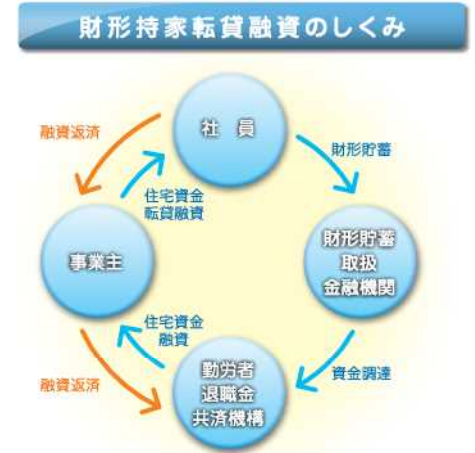 財形持家転貸融資のしくみ
社員
融資返済
財形貯蓄
住宅資金
転貸融資
事業主
財形貯蓄
取扱
金融機関
住宅資金
融資
勤労者
退職金
共済機構
融資返済
資金調達